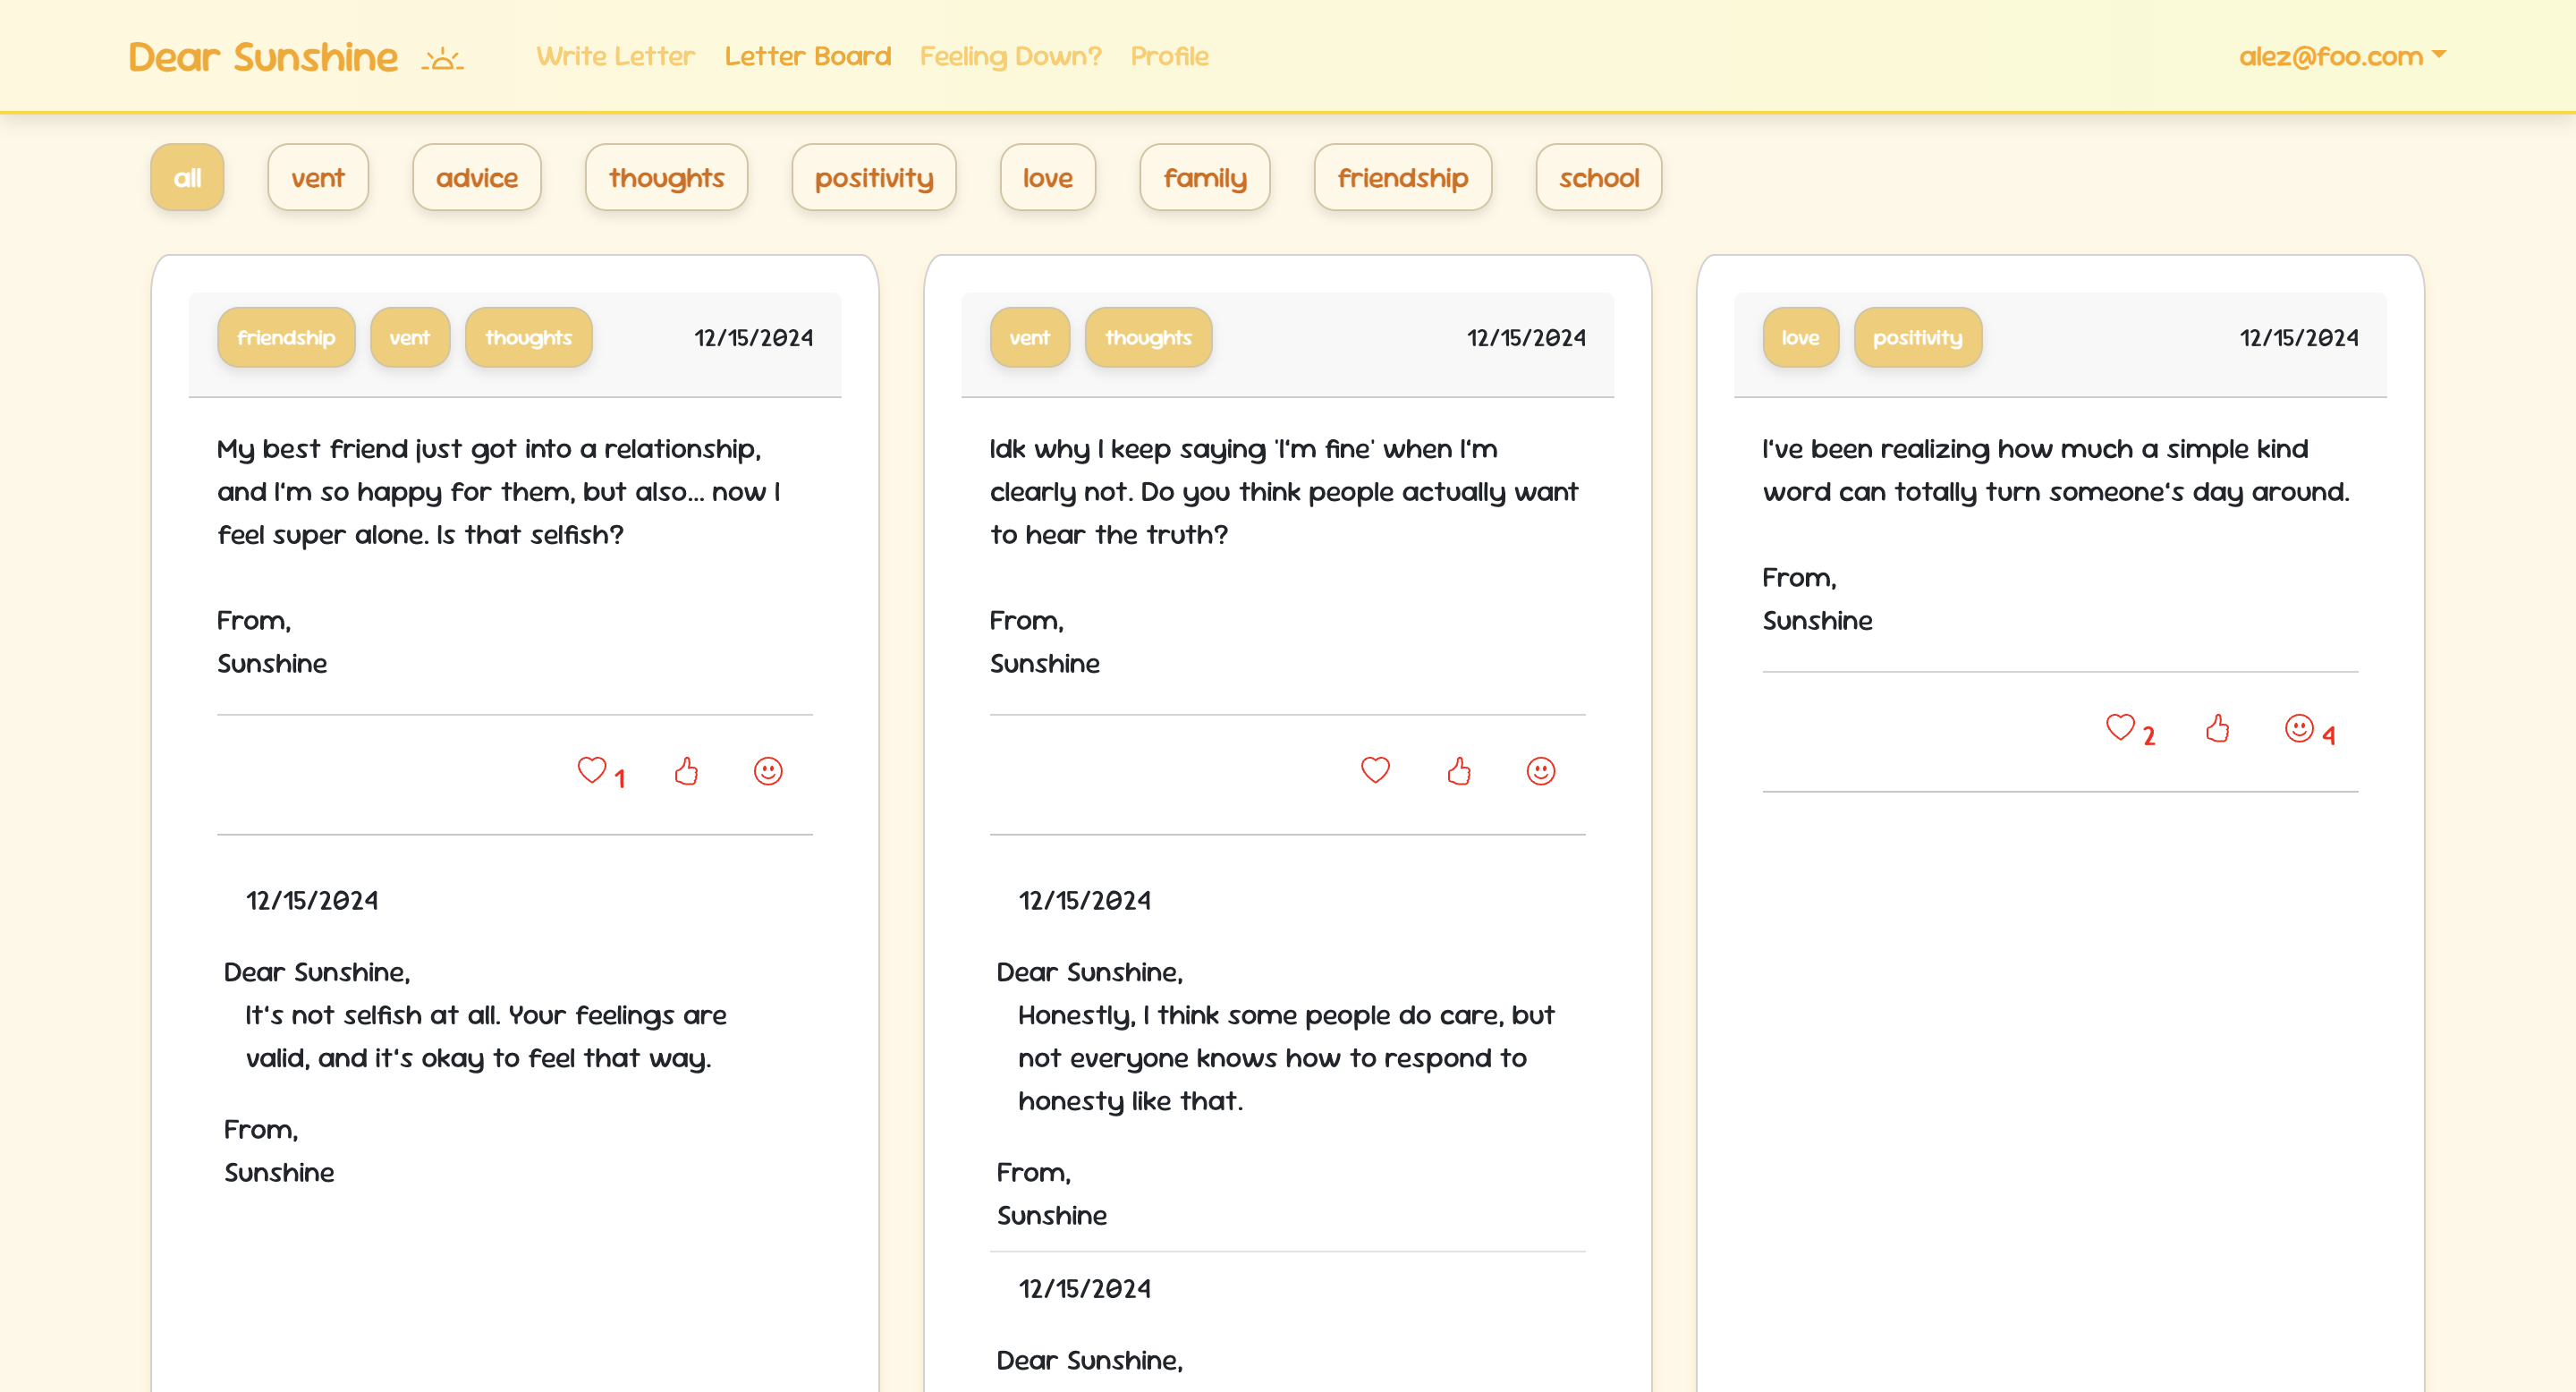 Dear Sunshine
Write Letter
Letter Board
Feeling Down?
Profile
alez@foo.com
all
vent
advice
thoughts
positivity
love
family
friendship
school
friendship
vent
thoughts
12/15/2024
My best friend just got into a relationship,
and I'm so happy for them, but also... now I
feel super alone. Is that selfish?
From,
Sunshine
1
12/15/2024
Dear Sunshine,
It's not selfish at all. Your feelings are
valid, and it's okay to feel that way.
From,
Sunshine
vent
thoughts
12/15/2024
Idk why I keep saying 'I'm fine' when I'm
clearly not. Do you think people actually want
to hear the truth?
From,
Sunshine
12/15/2024
Dear Sunshine,
Honestly, I think some people do care, but
not everyone knows how to respond to
honesty like that.
From,
Sunshine
12/15/2024
Dear Sunshine,
love
positivity
12/15/2024
I've been realizing how much a simple kind
word can totally turn someone's day around.
From,
Sunshine
2
4